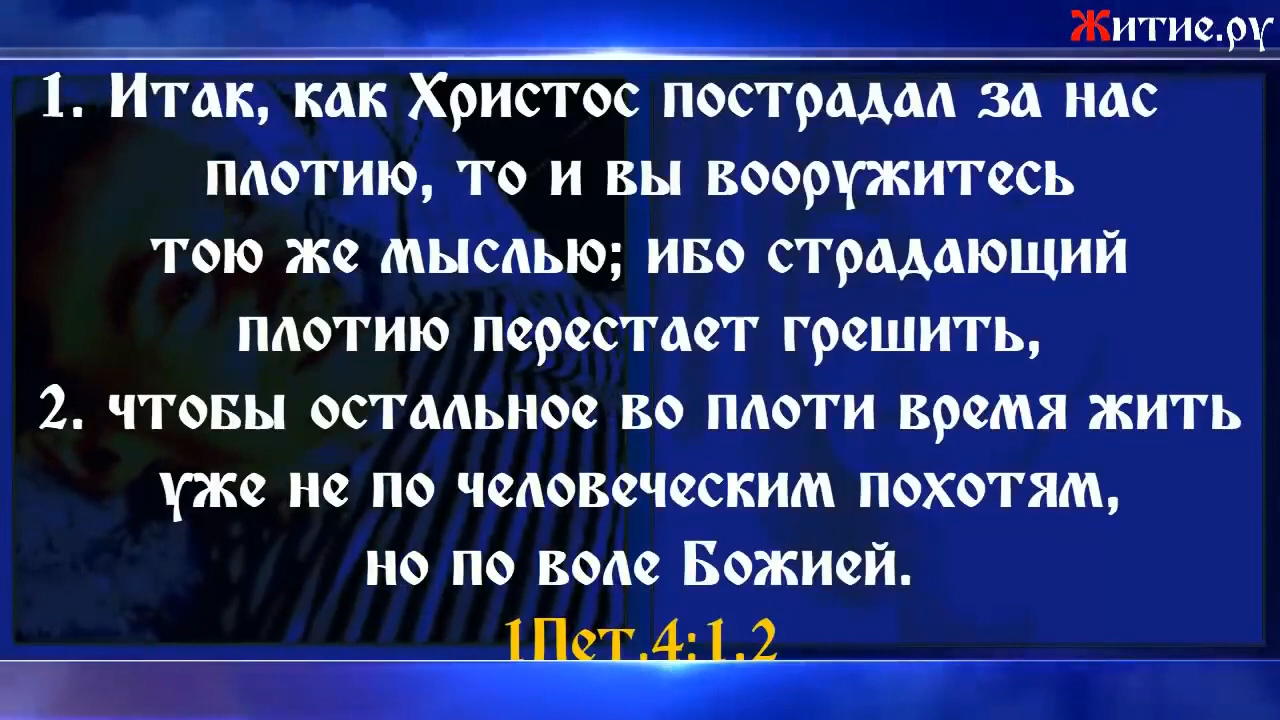 Житие.ру
1. Итак, как Христос пострадал за нас
плотию, то и вы вооружитесь
тою же мыслью; ибо страдающий
плотию перестает грешить,
2. чтобы остальное во плоти время жить
уже не по человеческим похотям,
но по воле Божией.
1Пет.4:1.2